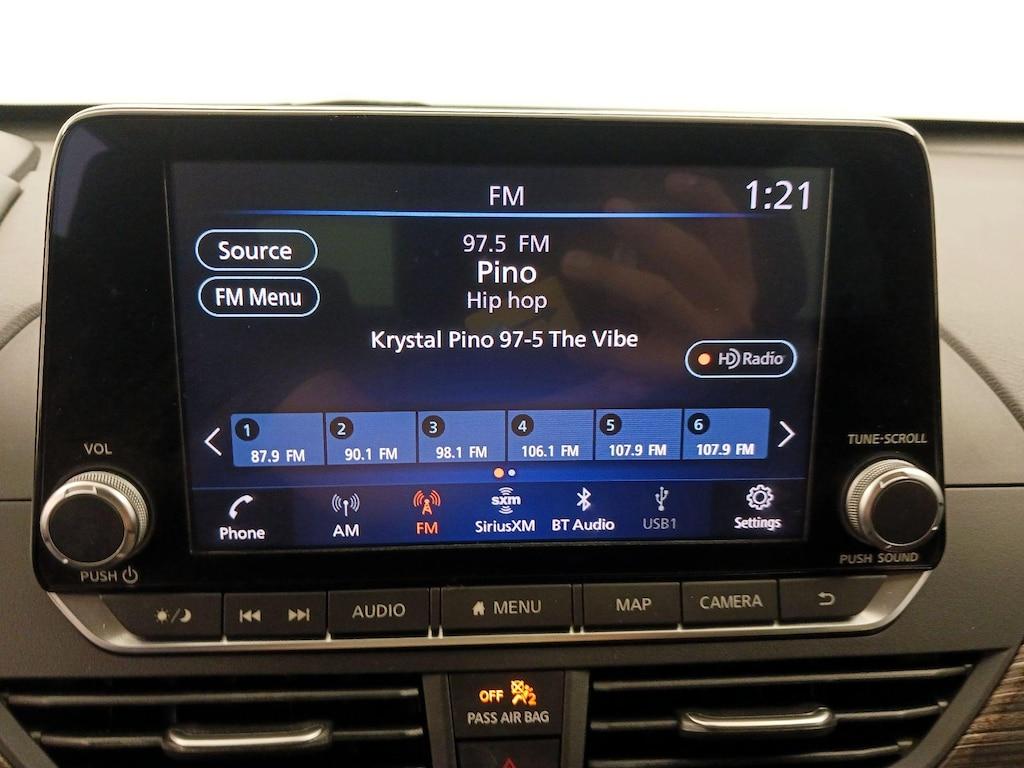 FM
1:21
Source
97.5 FM
Pino
FM Menu
Hip hop
Krystal Pino 97-5 The Vibe
HD Radio
1
2
3
4
5
6
87.9 FM
90.1 FM
98.1 FM
106.1 FM
107.9 FM
107.9 FM
VOL
TUNE·SCROLL
Phone
AM
FM
sxm
SiriusXM
BT Audio
USB1
Settings
PUSH
PUSH SOUND
AUDIO
MENU
MAP
CAMERA
OFF
2
PASS AIR BAG